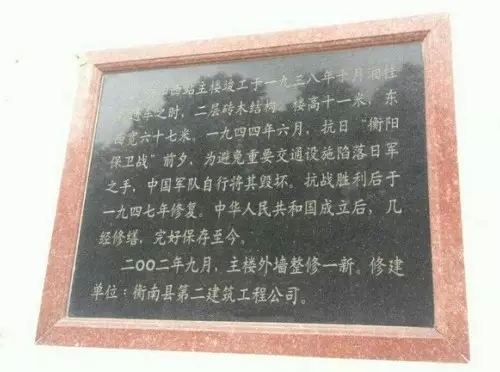 西站主楼竣工于一九三八年十月湘桂
之时，二层砖木结构。楼高十一米，东
西宽六十七米。一九四四年六月，抗日“衡阳
保卫战”前夕，为避免重要交通设施陷落日军
之手，中国军队自行将其毁坏。抗战胜利后于
一九四七年修复。中华人民共和国成立后，几
经修缮，完好保存至今。
二〇〇二年九月，主楼外墙整修一新。修建
单位：衡南县第二建筑工程公司。